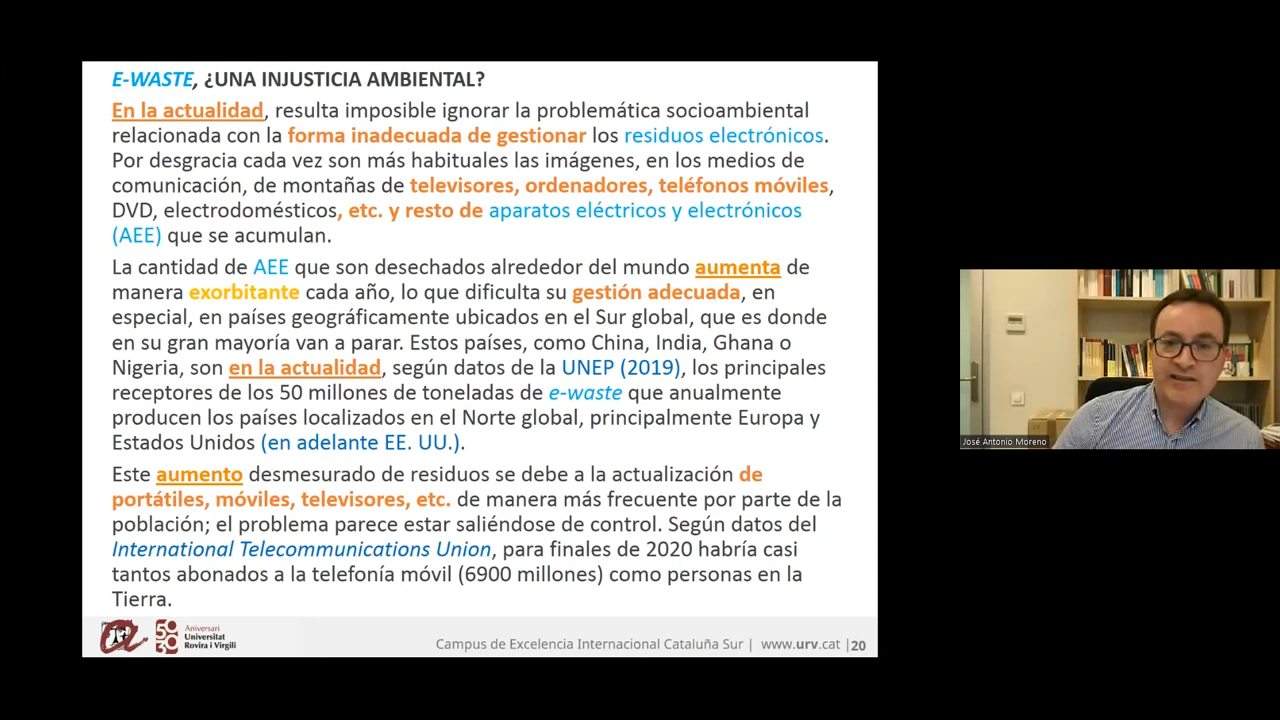 E-WASTE, ¿UNA INJUSTICIA AMBIENTAL?
En la actualidad, resulta imposible ignorar la problemática socioambiental
relacionada con la forma inadecuada de gestionar los residuos electrónicos.
Por desgracia cada vez son más habituales las imágenes, en los medios de
comunicación, de montañas de televisores, ordenadores, teléfonos móviles,
DVD, electrodomésticos, etc. y resto de aparatos eléctricos y electrónicos
(AEE) que se acumulan.
La cantidad de AEE que son desechados alrededor del mundo aumenta de
manera exorbitante cada año, lo que dificulta su gestión adecuada, en
especial, en países geográficamente ubicados en el Sur global, que es donde
en su gran mayoría van a parar. Estos países, como China, India, Ghana o
Nigeria, son en la actualidad, según datos de la UNEP (2019), los principales
receptores de los 50 millones de toneladas de e-waste que anualmente
producen los países localizados en el Norte global, principalmente Europa y
Estados Unidos (en adelante EE. UU.).
Este aumento desmesurado de residuos se debe a la actualización de
portátiles, móviles, televisores, etc. de manera más frecuente por parte de la
población; el problema parece estar saliéndose de control. Según datos del
International Telecommunications Union, para finales de 2020 habría casi
tantos abonados a la telefonía móvil (6900 millones) como personas en la
Tierra.
Aniversari
Universitat
Rovira i Virgili
Campus de Excelencia Internacional Cataluña Sur | www.urv.cat |20
José Antonio Moreno